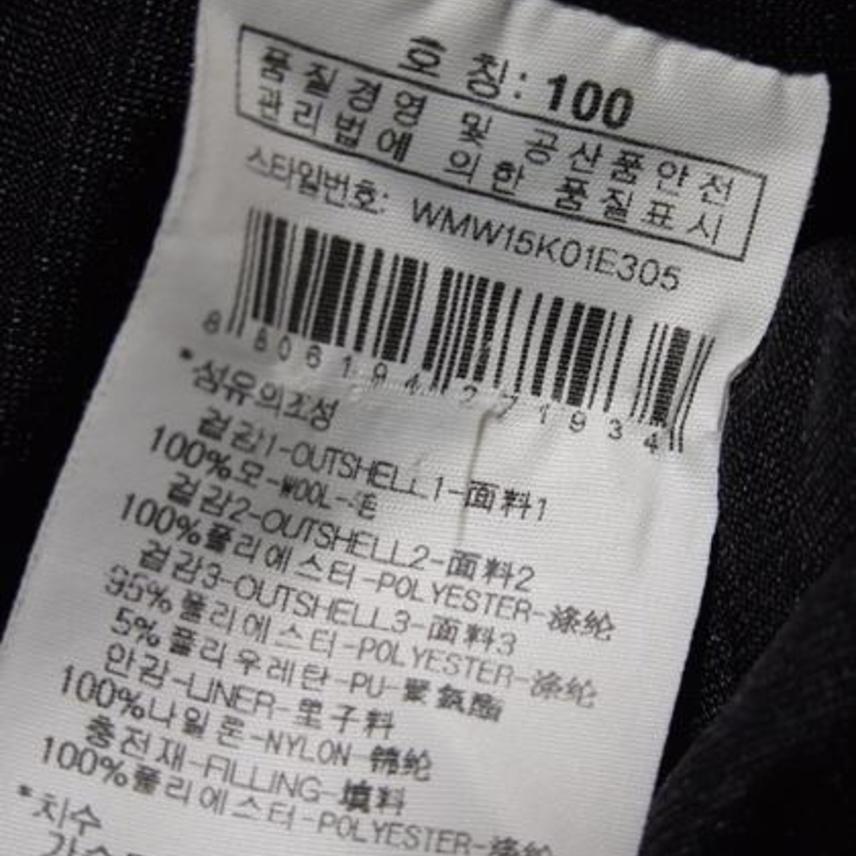 호 칭: 100
품질경영 및 공산품안전
관리법에 의한 품질표시
스타일번호: WMW15K01E305
8 806194 271934
*섬유의조성
겉감1-OUTSHELL1-面料1
100%모-WOOL-毛
겉감2-OUTSHELL2-面料2
100%폴리에스터-POLYESTER-涤纶
겉감3-OUTSHELL3-面料3
95%폴리에스터-POLYESTER-涤纶
5%폴리우레탄-PU-聚氨酯
안감-LINER-里子料
100%나일론-NYLON-锦纶
충전재-FILLING-填料
100%폴리에스터-POLYESTER-涤纶
*치수